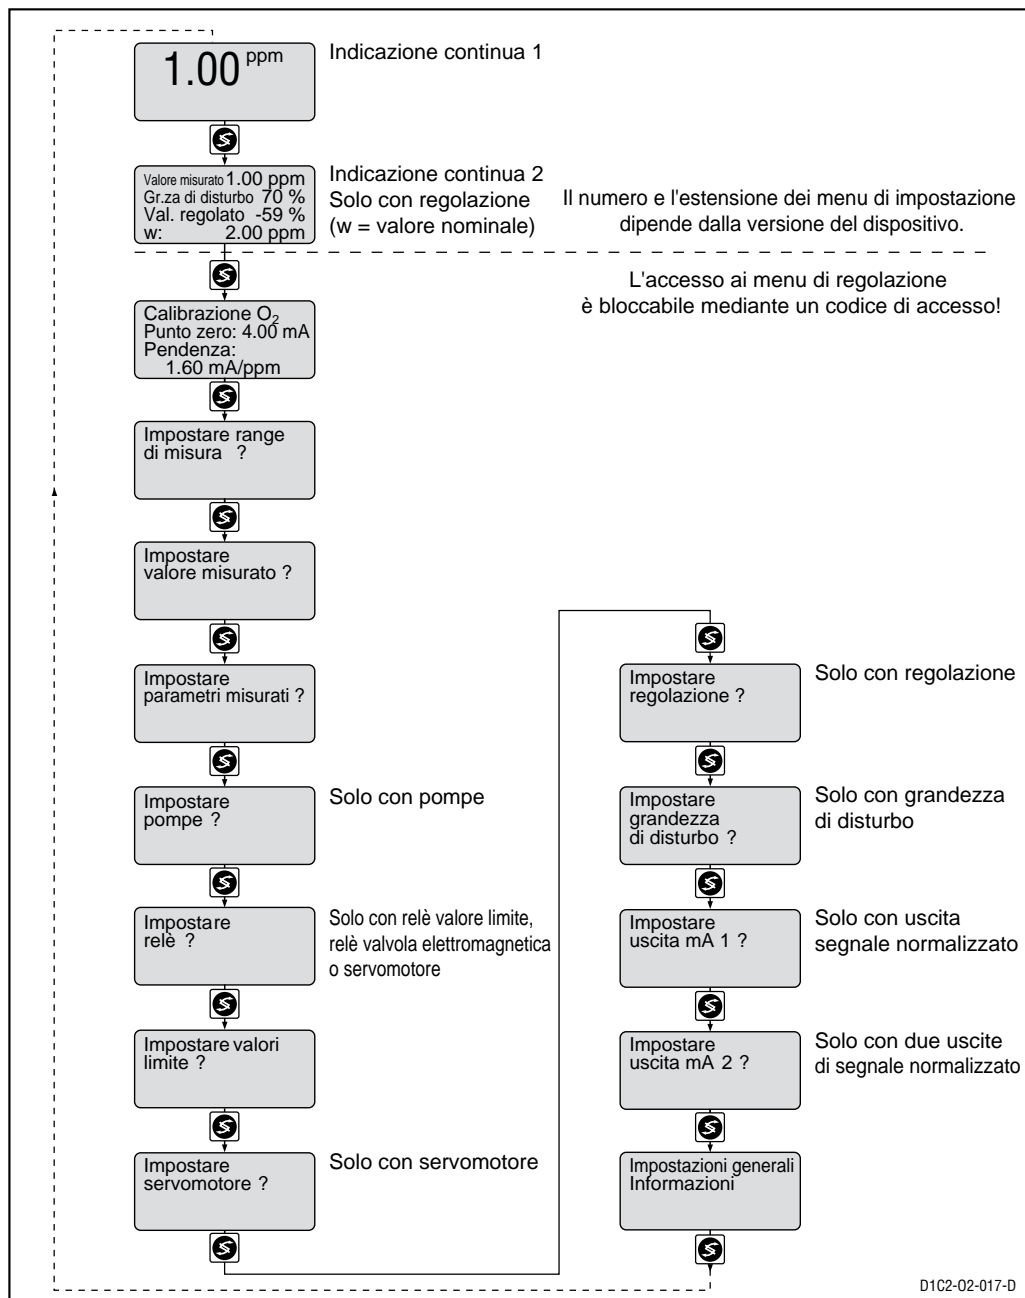 1.00 ppm
Indicazione continua 1
Valore misurato 1.00 ppm
Gr.za di disturbo 70 %
Val. regolato -59 %
w: 2.00 ppm
Indicazione continua 2
Solo con regolazione
(w = valore nominale)
Il numero e l'estensione dei menu di impostazione
dipende dalla versione del dispositivo.
L'accesso ai menu di regolazione
è bloccabile mediante un codice di accesso!
Calibrazione O2
Punto zero: 4.00 mA
Pendenza:
1.60 mA/ppm
Impostare range
di misura ?
Impostare
valore misurato ?
Impostare
parametri misurati ?
Impostare
pompe ?
Solo con pompe
Impostare
relè ?
Solo con relè valore limite,
relè valvola elettromagnetica
o servomotore
Impostare valori
limite ?
Impostare
servomotore ?
Solo con servomotore
Impostare
regolazione ?
Solo con regolazione
Impostare
grandezza
di disturbo ?
Solo con grandezza
di disturbo
Impostare
uscita mA 1 ?
Solo con uscita
segnale normalizzato
Impostare
uscita mA 2 ?
Solo con due uscite
di segnale normalizzato
Impostazioni generali
Informazioni
D1C2-O2-017-D